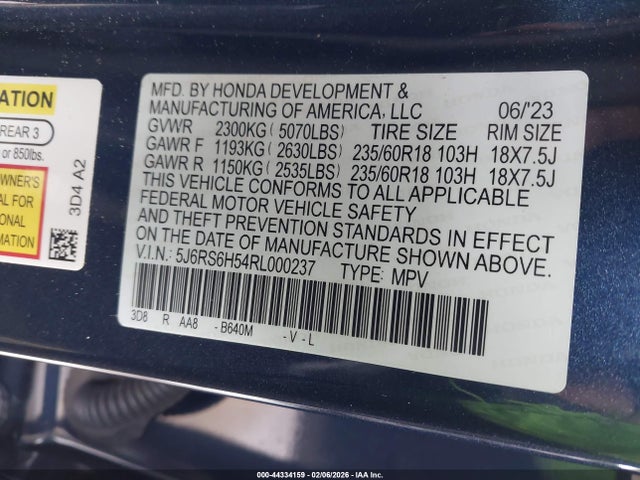 ATION
REAR 3
or 850lbs.
WNER'S
AL FOR
ONAL
MATION
3D4 A2
MFD. BY HONDA DEVELOPMENT &
MANUFACTURING OF AMERICA, LLC 06/'23
GVWR 2300KG (5070LBS) TIRE SIZE RIM SIZE
GAWR F 1193KG (2630LBS) 235/60R18 103H 18X7.5J
GAWR R 1150KG (2535LBS) 235/60R18 103H 18X7.5J
THIS VEHICLE CONFORMS TO ALL APPLICABLE
FEDERAL MOTOR VEHICLE SAFETY
AND THEFT PREVENTION STANDARDS IN EFFECT
ON THE DATE OF MANUFACTURE SHOWN ABOVE.
V.I.N.: 5J6RS6H54RL000237 TYPE: MPV
3D8 R AA8 -B640M -V-L
000-44334159 - 02/06/2026 - IAA Inc.